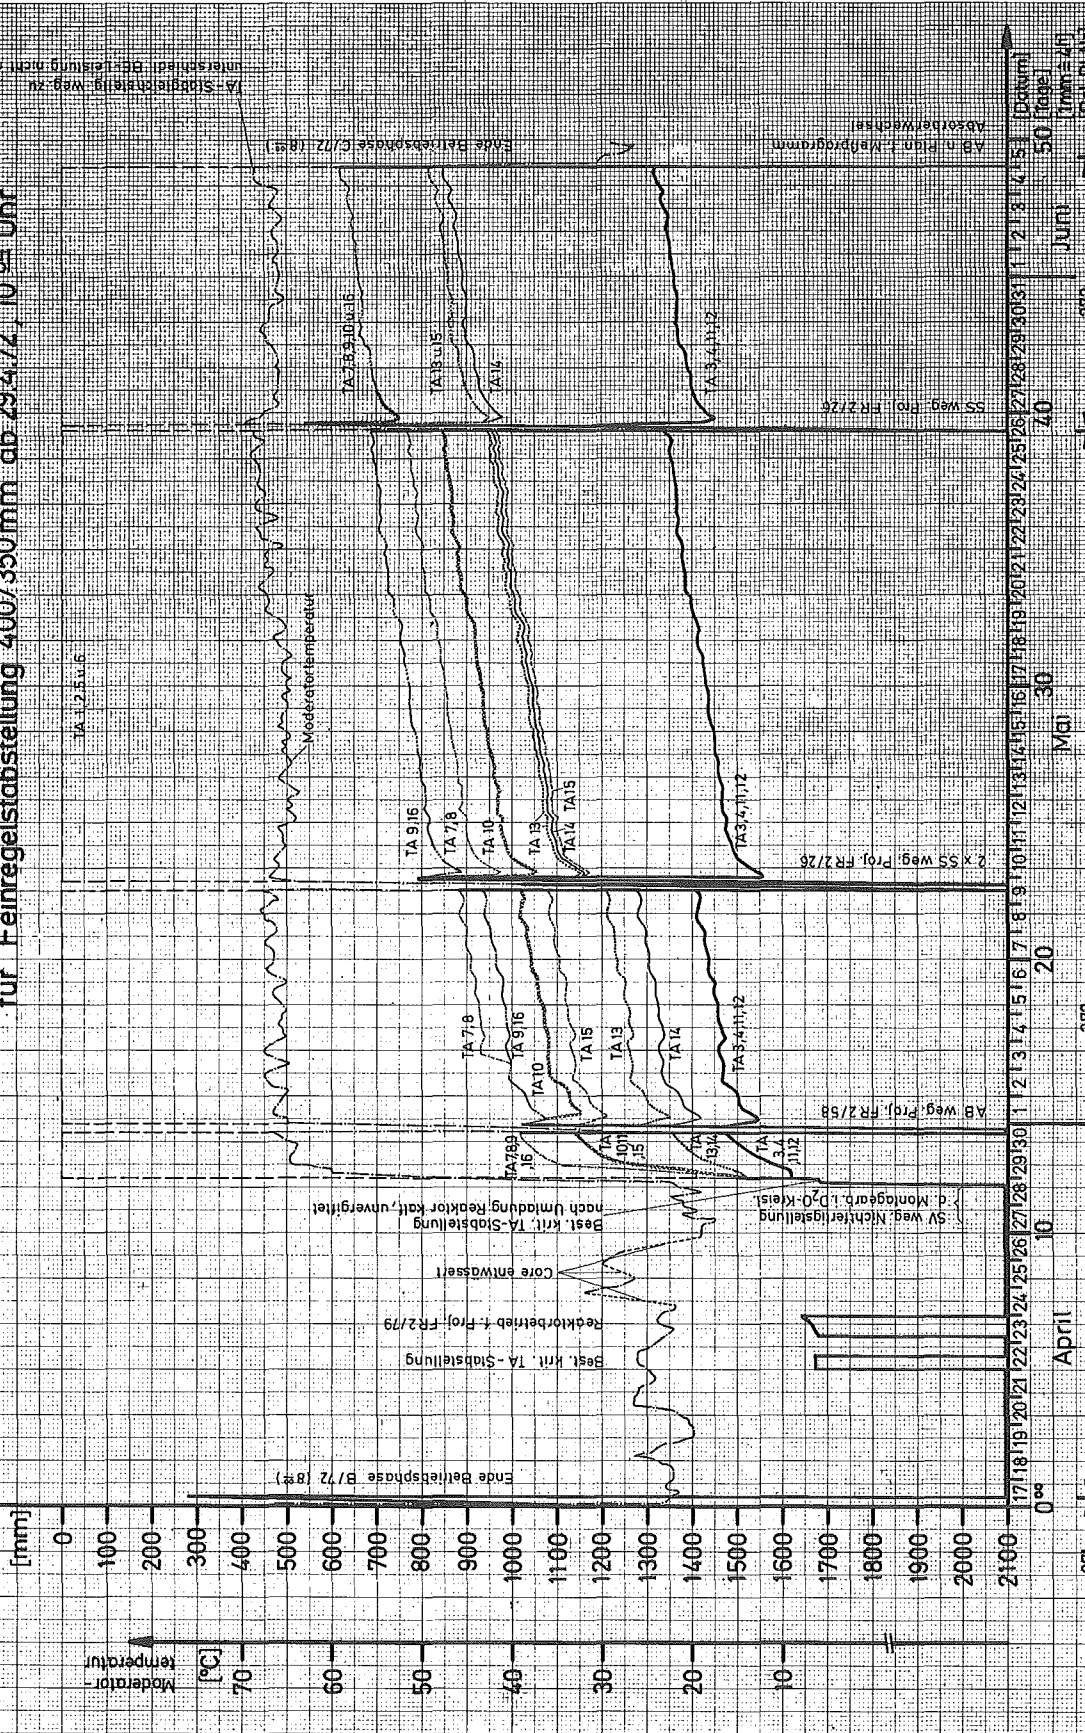 für Feinregelstabstellung 400/350mm ab 29.4.72, 10 Uhr
TA-Stabgleichstellg. weg. zu
unterschiedl. BE-Leistung nicht
TA 1,2,5 u. 6
Moderatortemperatur
Ende Betriebsphase C/72 (8⁰⁰)
AB n. Plan f. Meßprogramm
Absorberwechsel
TA 7,8,9,10 u. 16
TA 13 u. 15
TA 14
TA 3,4,11,12
SS weg. Proj. FR2/26
TA 9,16
TA 7,8
TA 10
TA 13
TA 14
TA 15
TA 3,4,11,12
2 x SS weg. Proj. FR2/26
TA 7,8
TA 9,16
TA 10
TA 15
TA 13
TA 14
TA 3,4,11,12
AB weg. Proj. FR2/58
TA 7,8,9
,16
TA
10,11
,15
TA
13,14
TA
3,4
,11,12
SV weg. Nichtfertigstellung
d. Montagearb. i. D₂O-Kreisl.
Best. krit. TA-Stabstellung
nach Umladung Reaktor kalt, unvergiftet
Core entwässert
Reaktorbetrieb f. Proj. FR2/79
Best. krit. TA-Stabstellung
Ende Betriebsphase B/72 (8⁰⁰)
[mm]
0
100
200
300
400
500
600
700
800
900
1000
1100
1200
1300
1400
1500
1600
1700
1800
1900
2000
2100
Moderator-
temperatur
[°C]
70
60
50
40
30
20
10
17 18 19 20 21 22 23 24 25 26 27 28 29 30 1 2 3 4 5 6 7 8 9 10 11 12 13 14 15 16 17 18 19 20 21 22 23 24 25 26 27 28 29 30 31 1 2 3 4 5 [Datum]
0⁰⁰ 10 20 30 40 50 [Tage]
April Mai Juni [1mm≙4h]